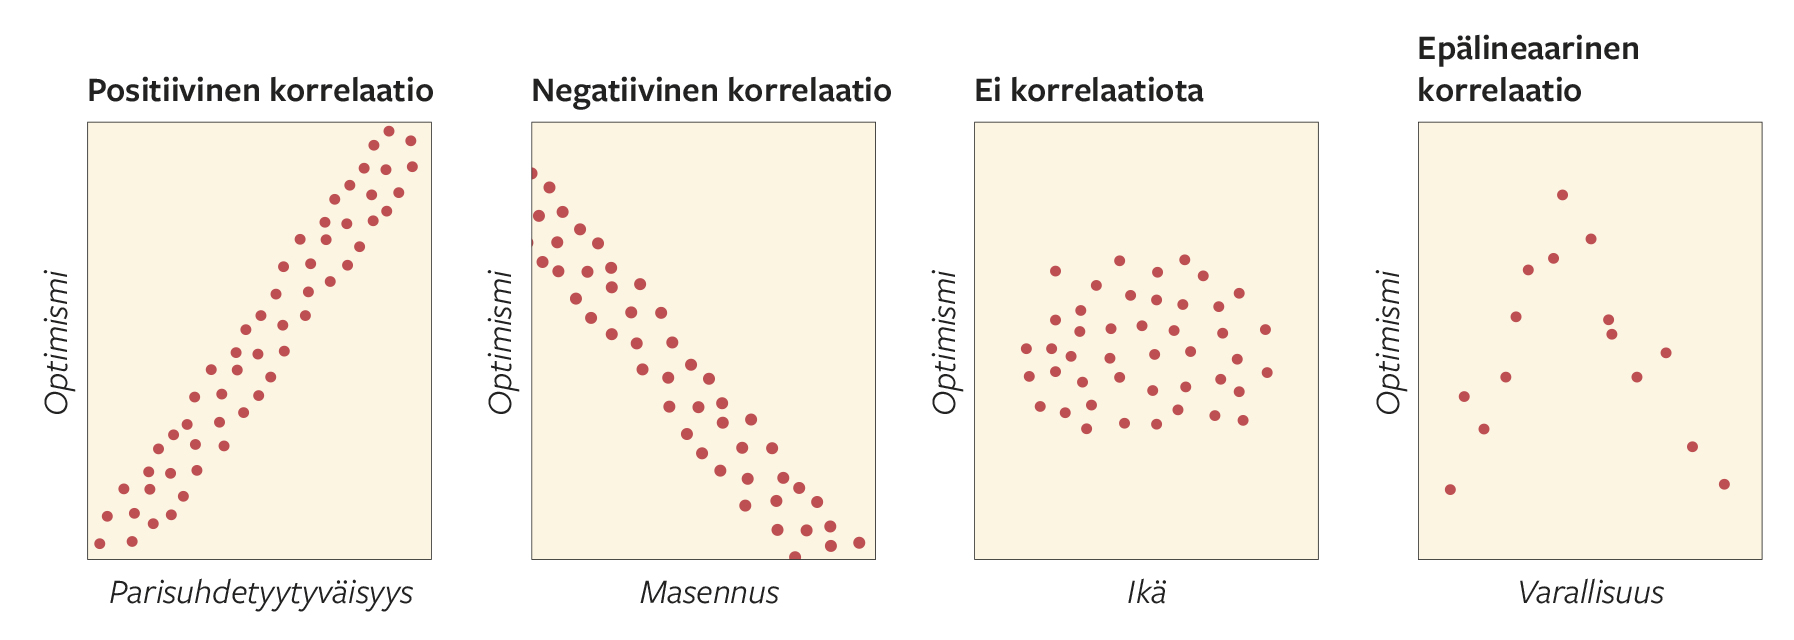 Positiivinen korrelaatio
Optimismi
Parisuhdetyytyväisyys
Negatiivinen korrelaatio
Optimismi
Masennus
Ei korrelaatiota
Optimismi
Ikä
Epälineaarinen
korrelaatio
Optimismi
Varallisuus